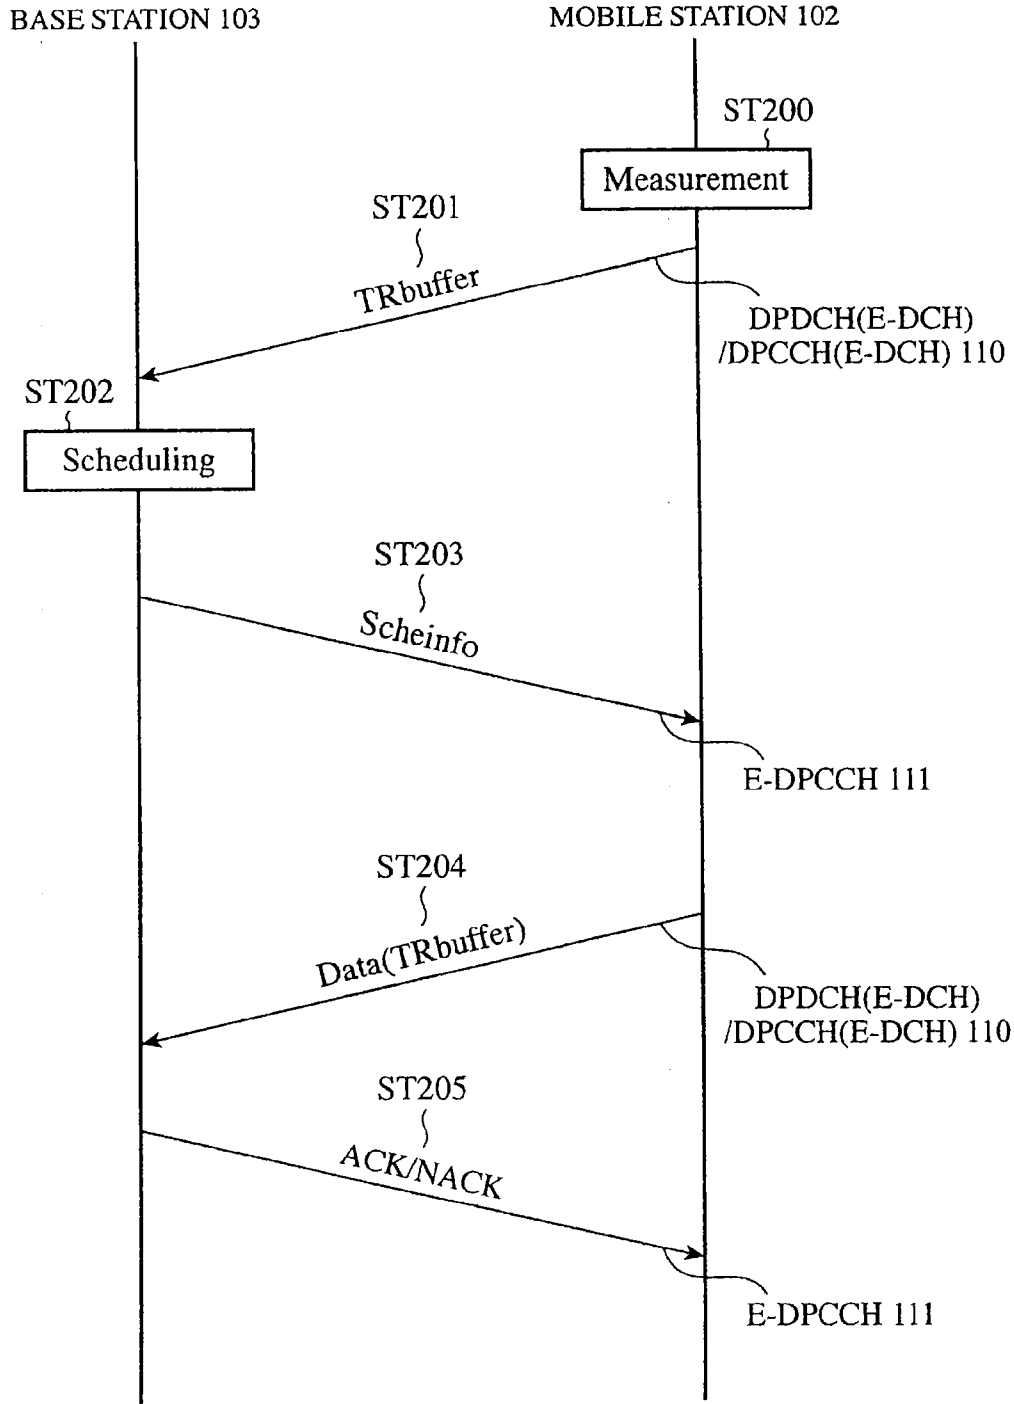 BASE STATION 103
MOBILE STATION 102
ST200
Measurement
ST201
TRbuffer
DPDCH(E-DCH)
/DPCCH(E-DCH) 110
ST202
Scheduling
ST203
Scheinfo
E-DPCCH 111
ST204
Data(TRbuffer)
DPDCH(E-DCH)
/DPCCH(E-DCH) 110
ST205
ACK/NACK
E-DPCCH 111